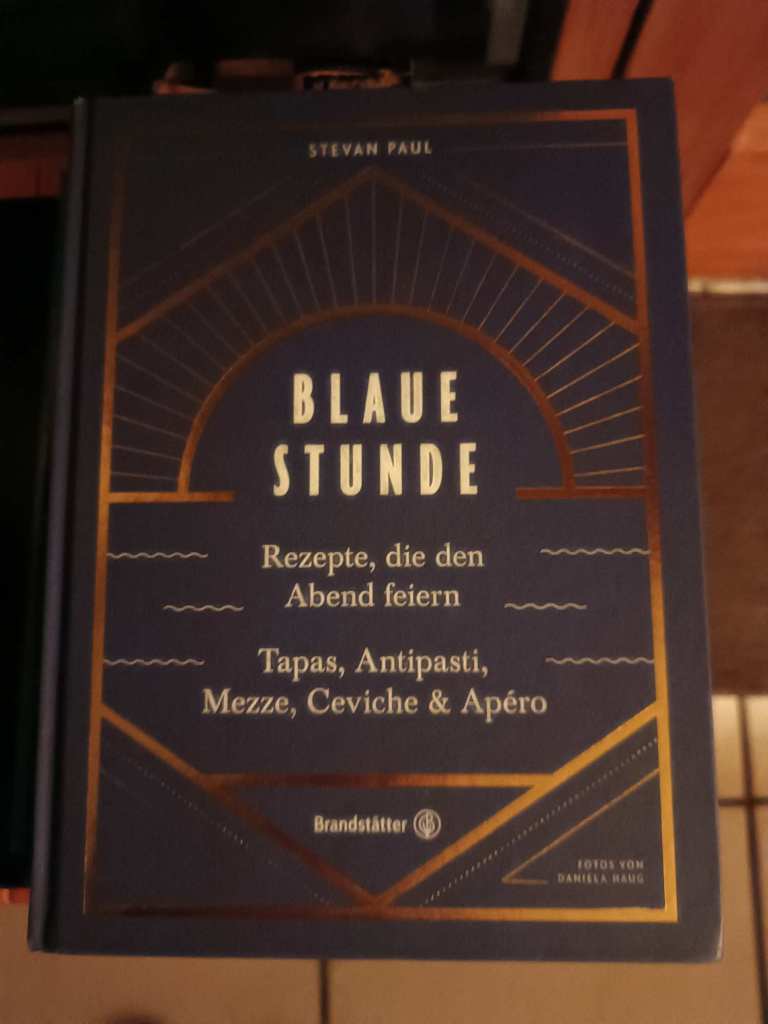 STEVAN PAUL
BLAUE
STUNDE
Rezepte, die den
Abend feiern
Tapas, Antipasti,
Mezze, Ceviche & Apéro
Brandstätter
FOTOS VON
DANIELA HAUG